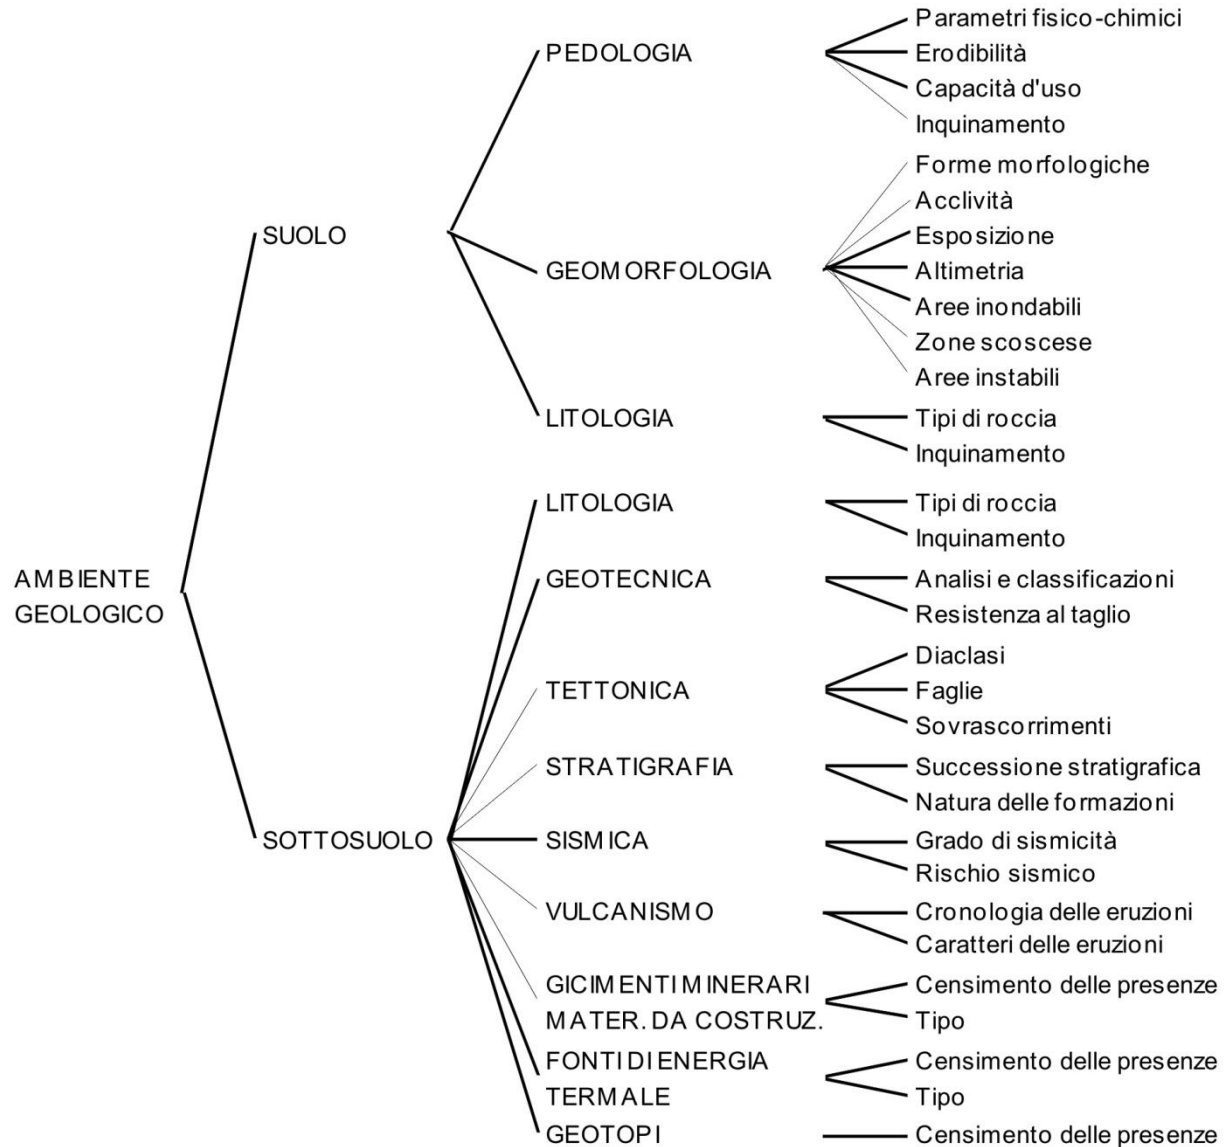 AMBIENTE
GEOLOGICO
SUOLO
PEDOLOGIA
Parametri fisico-chimici
Erodibilità
Capacità d'uso
Inquinamento
GEOMORFOLOGIA
Forme morfologiche
Acclività
Esposizione
Altimetria
Aree inondabili
Zone scoscese
Aree instabili
LITOLOGIA
Tipi di roccia
Inquinamento
SOTTOSUOLO
LITOLOGIA
Tipi di roccia
Inquinamento
GEOTECNICA
Analisi e classificazioni
Resistenza al taglio
TETTONICA
Diaclasi
Faglie
Sovrascorrimenti
STRATIGRAFIA
Successione stratigrafica
Natura delle formazioni
SISMICA
Grado di sismicità
Rischio sismico
VULCANISMO
Cronologia delle eruzioni
Caratteri delle eruzioni
GICIMENTI MINERARI
MATER. DA COSTRUZ.
Censimento delle presenze
Tipo
FONTI DI ENERGIA
TERMALE
Censimento delle presenze
Tipo
GEOTOPI
Censimento delle presenze